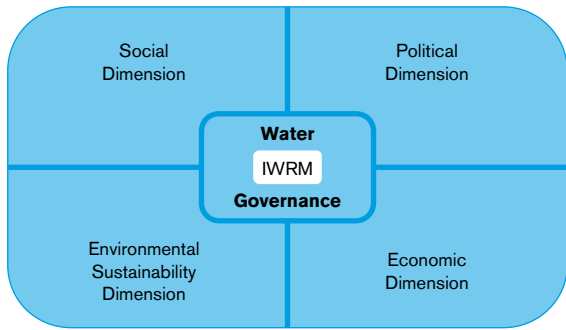 Social
Dimension
Political
Dimension
Water
IWRM
Governance
Environmental
Sustainability
Dimension
Economic
Dimension